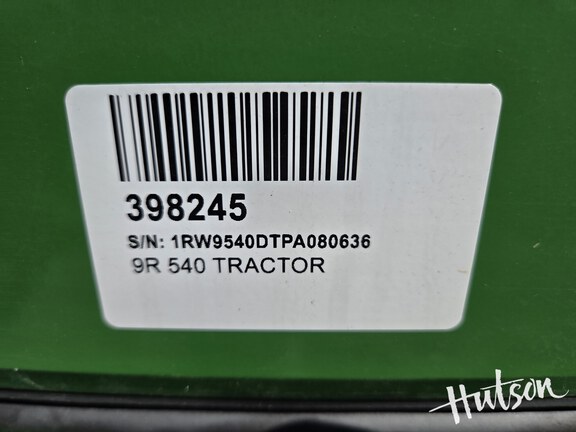 398245
S/N: 1RW9540DTPA080636
9R 540 TRACTOR
Hutson